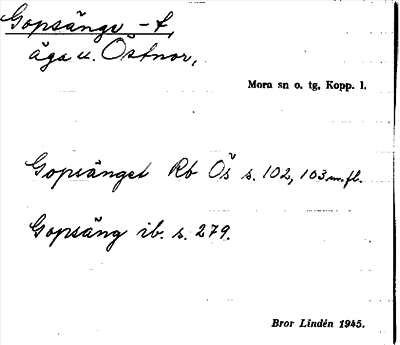 Gopsänge -t,
äga u. Östnor,
Mora sn o. tg, Kopp. l.
Gopsänget Rb Ös s. 102, 103 m. fl.
Gopsäng ib. s. 279.
Bror Lindén 1945.